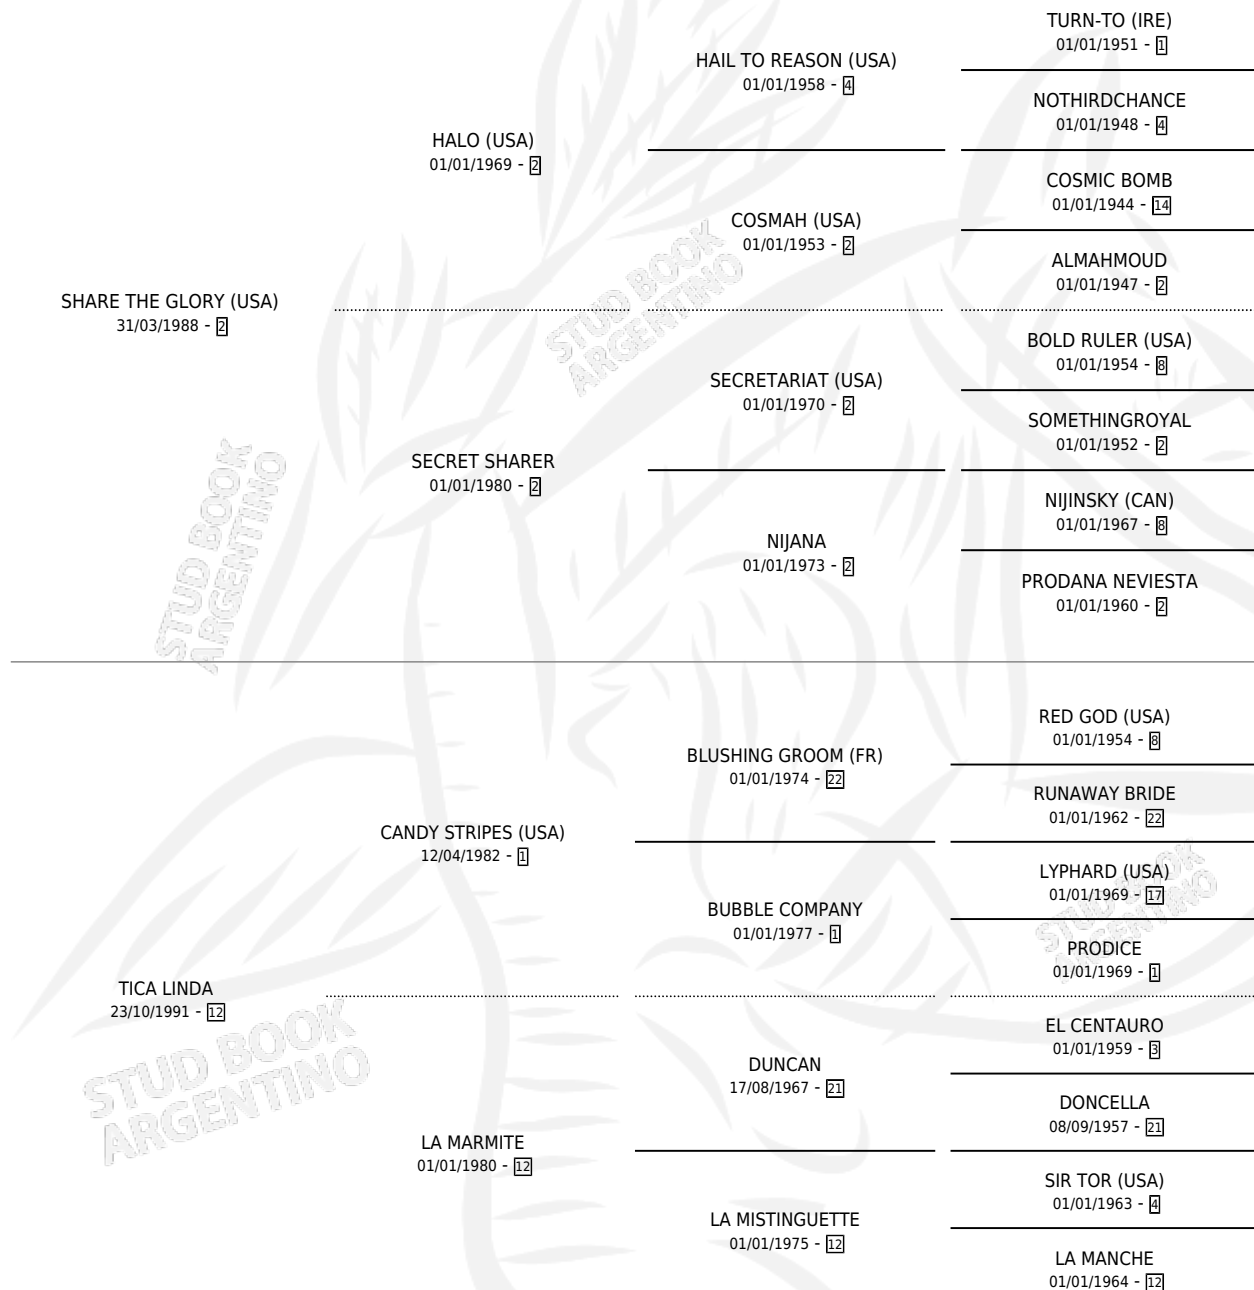 TURN-TO (IRE)
01/01/1951 - 1
HAIL TO REASON (USA)
01/01/1958 - 4
NOTHIRDCHANCE
01/01/1948 - 4
HALO (USA)
01/01/1969 - 2
COSMIC BOMB
01/01/1944 - 14
COSMAH (USA)
01/01/1953 - 2
ALMAHMOUD
01/01/1947 - 2
SHARE THE GLORY (USA)
31/03/1988 - 2
STUD BOOK
ARGENTINO
BOLD RULER (USA)
01/01/1954 - 8
SECRETARIAT (USA)
01/01/1970 - 2
SOMETHINGROYAL
01/01/1952 - 2
SECRET SHARER
01/01/1980 - 2
STUD BOOK
ARGENTINO
NIJINSKY (CAN)
01/01/1967 - 8
NIJANA
01/01/1973 - 2
PRODANA NEVIESTA
01/01/1960 - 2
RED GOD (USA)
01/01/1954 - 8
BLUSHING GROOM (FR)
01/01/1974 - 22
RUNAWAY BRIDE
01/01/1962 - 22
CANDY STRIPES (USA)
12/04/1982 - 1
LYPHARD (USA)
01/01/1969 - 17
STUD BOOK
ARGENTINO
BUBBLE COMPANY
01/01/1977 - 1
PRODICE
01/01/1969 - 1
TICA LINDA
23/10/1991 - 12
STUD BOOK
ARGENTINO
EL CENTAURO
01/01/1959 - 3
DUNCAN
17/08/1967 - 21
DONCELLA
08/09/1957 - 21
LA MARMITE
01/01/1980 - 12
SIR TOR (USA)
01/01/1963 - 4
LA MISTINGUETTE
01/01/1975 - 12
LA MANCHE
01/01/1964 - 12